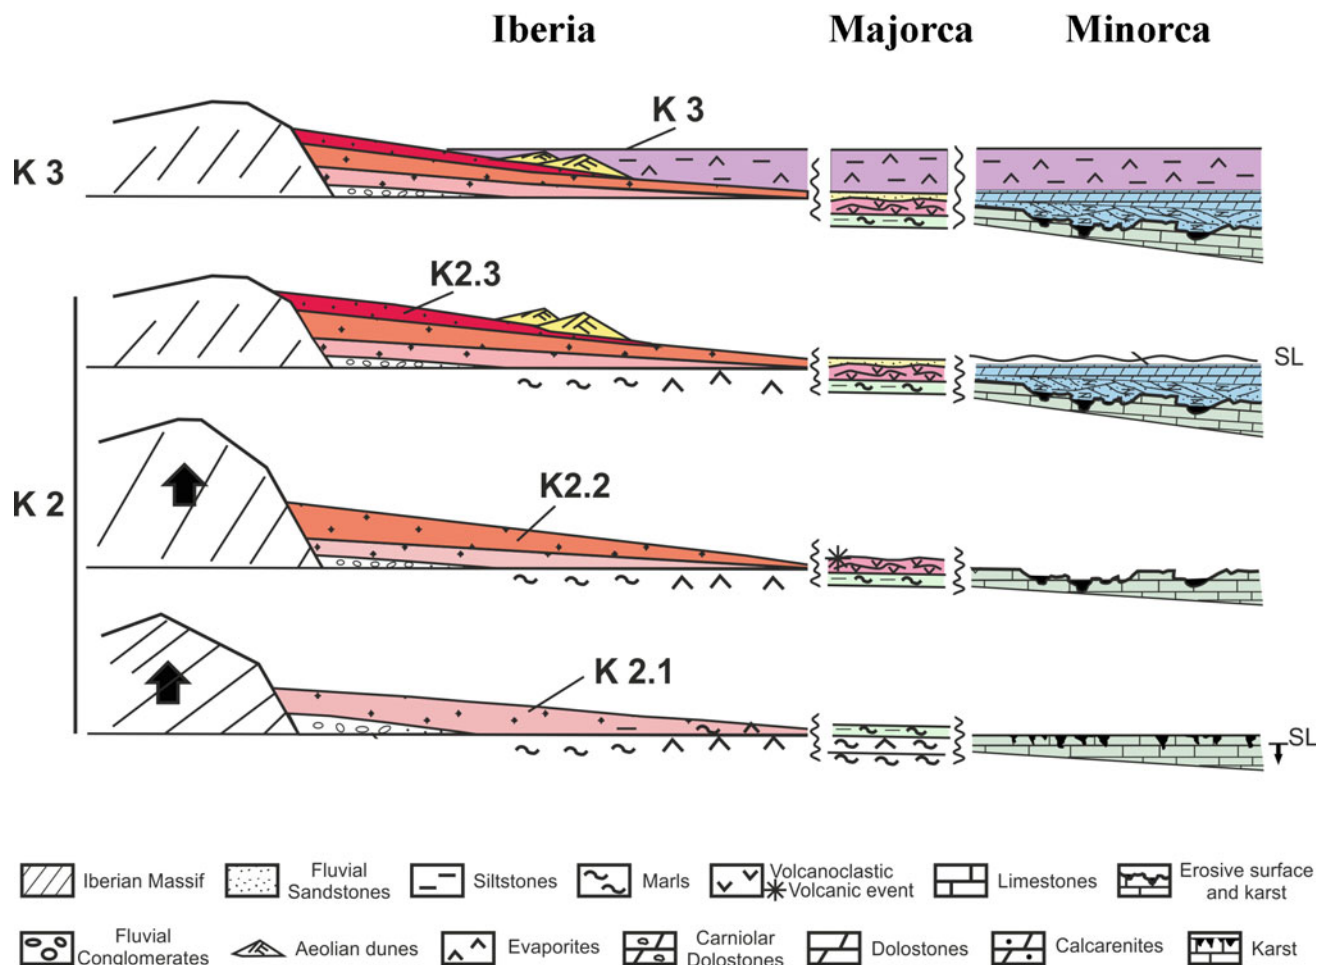 Iberia Majorca Minorca
K 3
K 3
K2.3
SL
K2.2
K 2
K 2.1
SL
Iberian Massif
Fluvial
Sandstones
Siltstones
Marls
Volcanoclastic
Volcanic event
Limestones
Erosive surface
and karst
Fluvial
Conglomerates
Aeolian dunes
Evaporites
Carniolar
Dolostones
Dolostones
Calcarenites
Karst